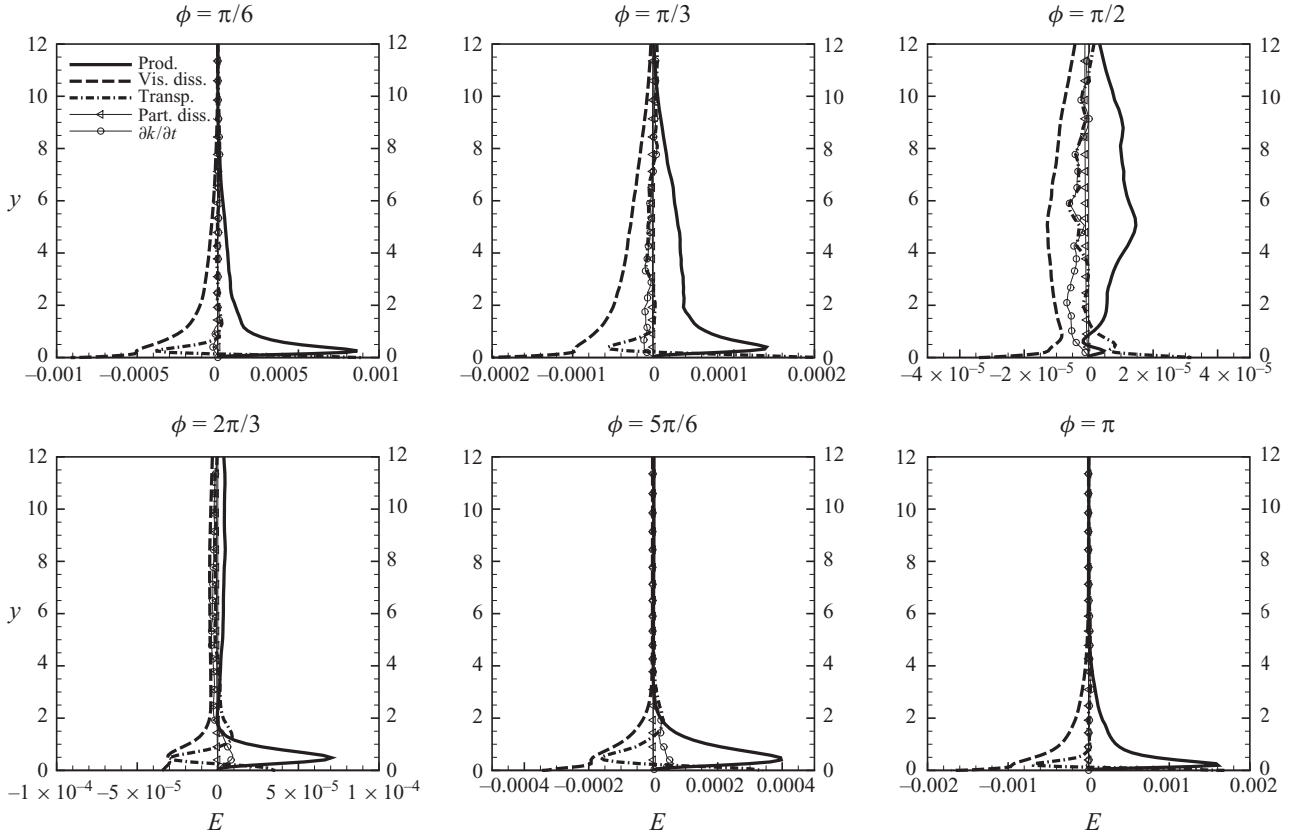 ϕ = π/6
ϕ = π/3
ϕ = π/2
12 12 12 12 12 12
Prod.
Vis. diss.
Transp.
Part. diss.
∂k/∂t
10 10 10 10 10 10
8 8 8 8 8 8
6 6 6 6 6 6
y
4 4 4 4 4 4
2 2 2 2 2 2
0 0 0 0 0 0
–0.001 –0.0005 0 0.0005 0.001
–0.0002 –0.0001 0 0.0001 0.0002
–4 × 10⁻⁵ –2 × 10⁻⁵ 0 2 × 10⁻⁵ 4 × 10⁻⁵
ϕ = 2π/3
ϕ = 5π/6
ϕ = π
12 12 12 12 12 12
10 10 10 10 10 10
8 8 8 8 8 8
6 6 6 6 6 6
y
4 4 4 4 4 4
2 2 2 2 2 2
0 0 0 0 0 0
–1 × 10⁻⁴ –5 × 10⁻⁵ 0 5 × 10⁻⁵ 1 × 10⁻⁴
–0.0004 –0.0002 0 0.0002 0.0004
–0.002 –0.001 0 0.001 0.002
E
E
E